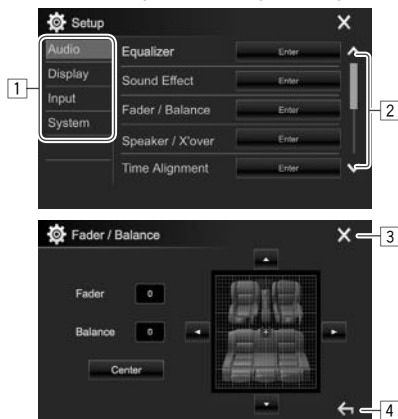 Setup
Audio
Display
Input
System
Equalizer Enter
Sound Effect Enter
Fader / Balance Enter
Speaker / X'over Enter
Time Alignment Enter
1
2
Fader / Balance
3
Fader 0
Balance 0
Center
4